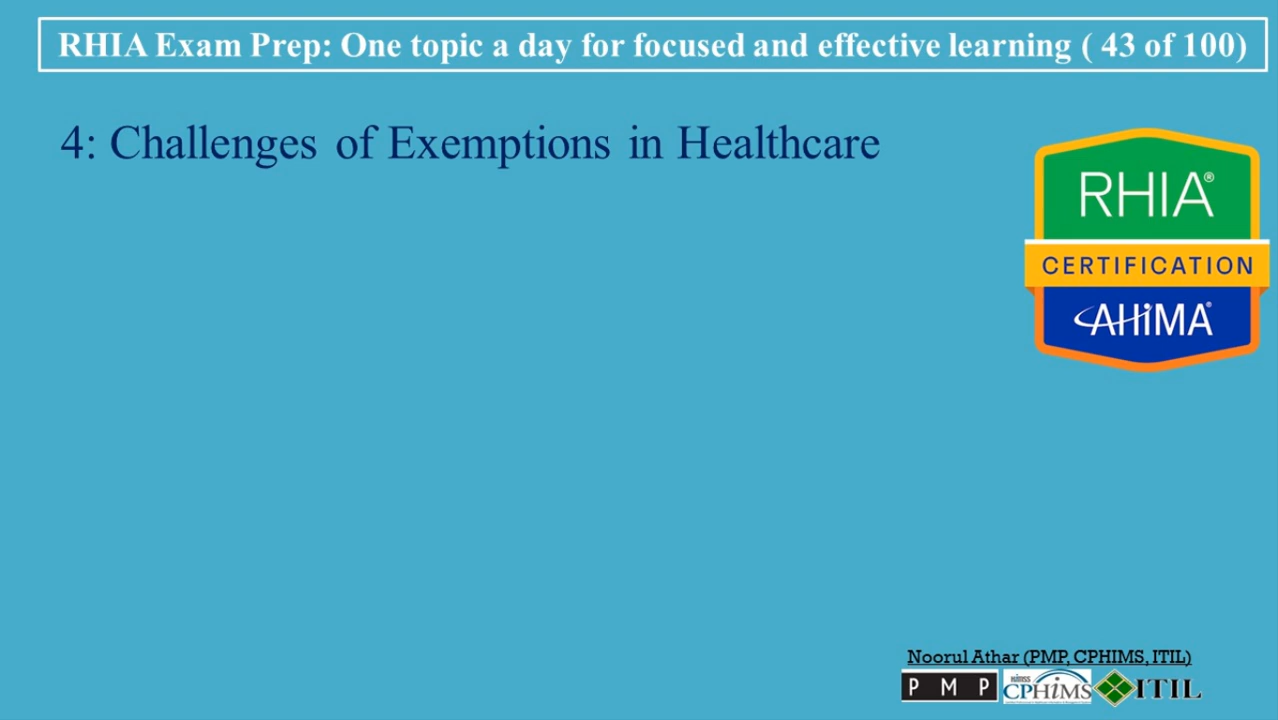 RHIA Exam Prep: One topic a day for focused and effective learning ( 43 of 100)
4: Challenges of Exemptions in Healthcare
RHIA®
CERTIFICATION
AHiMA®
Noorul Athar (PMP, CPHIMS, ITIL)
P M P
HIMSS
CPHiMS
ITIL